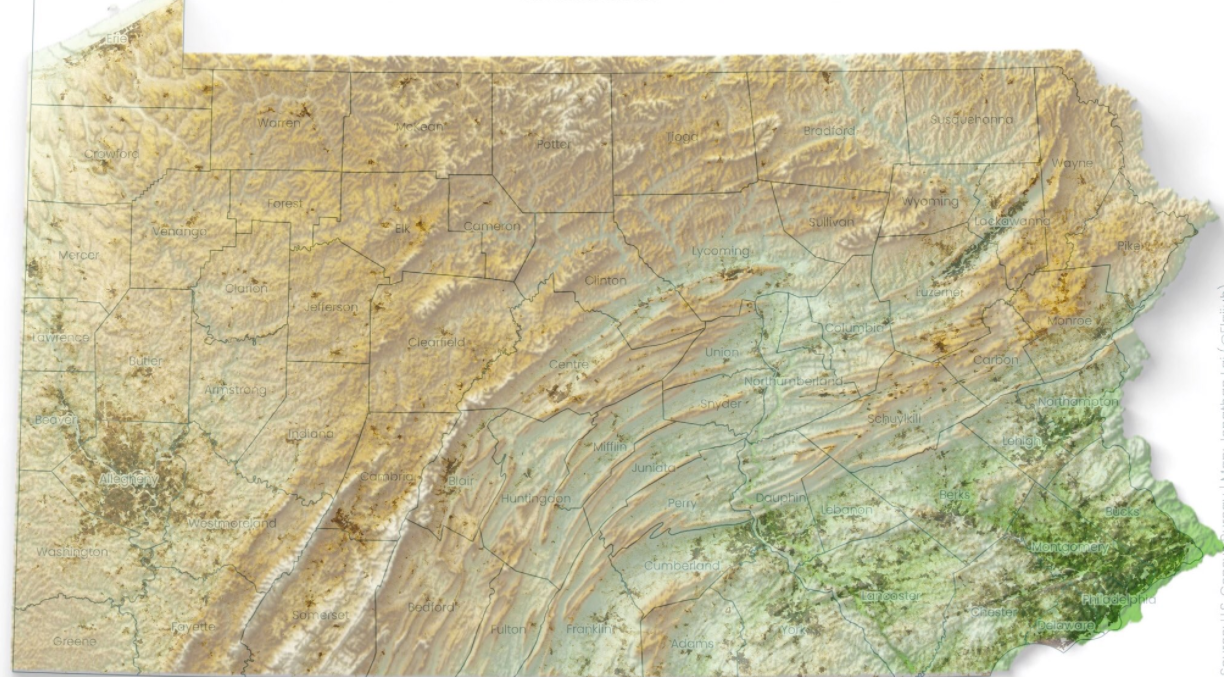 Erie
Warren
McKean
Potter
Tioga
Bradford
Susquehanna
Crawford
Wayne
Forest
Wyoming
Lackawanna
Venango
Elk
Cameron
Sullivan
Pike
Mercer
Lycoming
Clinton
Clarion
Jefferson
Luzerne
Monroe
Lawrence
Clearfield
Columbia
Butler
Centre
Union
Carbon
Armstrong
Northumberland
Snyder
Northampton
Beaver
Schuylkill
Indiana
Mifflin
Lehigh
Allegheny
Cambria
Blair
Juniata
Huntingdon
Perry
Dauphin
Lebanon
Berks
Bucks
Westmoreland
Washington
Montgomery
Cumberland
Lancaster
Philadelphia
Somerset
Bedford
Chester
Delaware
Greene
Fayette
Fulton
Franklin
Adams
York